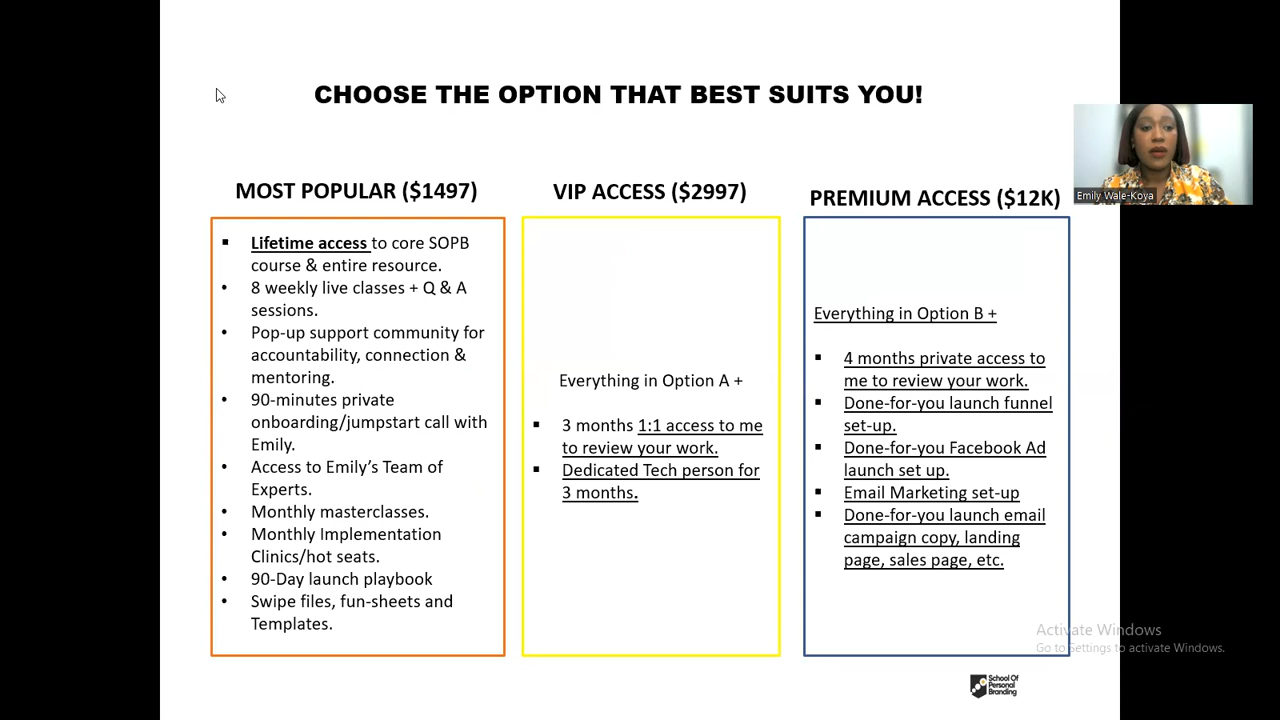 CHOOSE THE OPTION THAT BEST SUITS YOU!
MOST POPULAR ($1497)
Lifetime access to core SOPB
course & entire resource.
8 weekly live classes + Q & A
sessions.
Pop-up support community for
accountability, connection &
mentoring.
90-minutes private
onboarding/jumpstart call with
Emily.
Access to Emily’s Team of
Experts.
Monthly masterclasses.
Monthly Implementation
Clinics/hot seats.
90-Day launch playbook
Swipe files, fun-sheets and
Templates.
VIP ACCESS ($2997)
Everything in Option A +
3 months 1:1 access to me
to review your work.
Dedicated Tech person for
3 months.
PREMIUM ACCESS ($12K)
Everything in Option B +
4 months private access to
me to review your work.
Done-for-you launch funnel
set-up.
Done-for-you Facebook Ad
launch set up.
Email Marketing set-up
Done-for-you launch email
campaign copy, landing
page, sales page, etc.
Emily Wale-Koya
Activate Windows
Go to Settings to activate Windows.
School Of
Personal
Branding